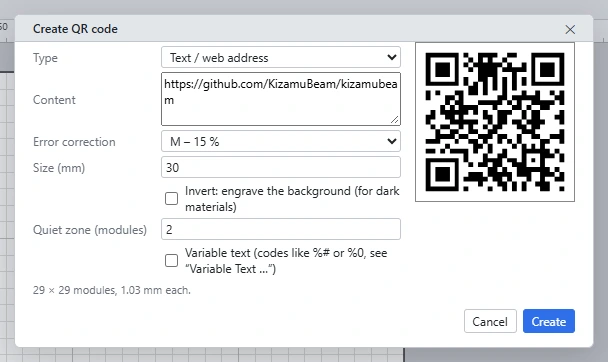 50
Create QR code
Type
Text / web address
Content
https://github.com/KizamuBeam/kizamubea
m
Error correction
M – 15 %
Size (mm)
30
Invert: engrave the background (for dark
materials)
Quiet zone (modules)
2
Variable text (codes like %# or %0, see
“Variable Text ...”)
29 × 29 modules, 1.03 mm each.
Cancel
Create